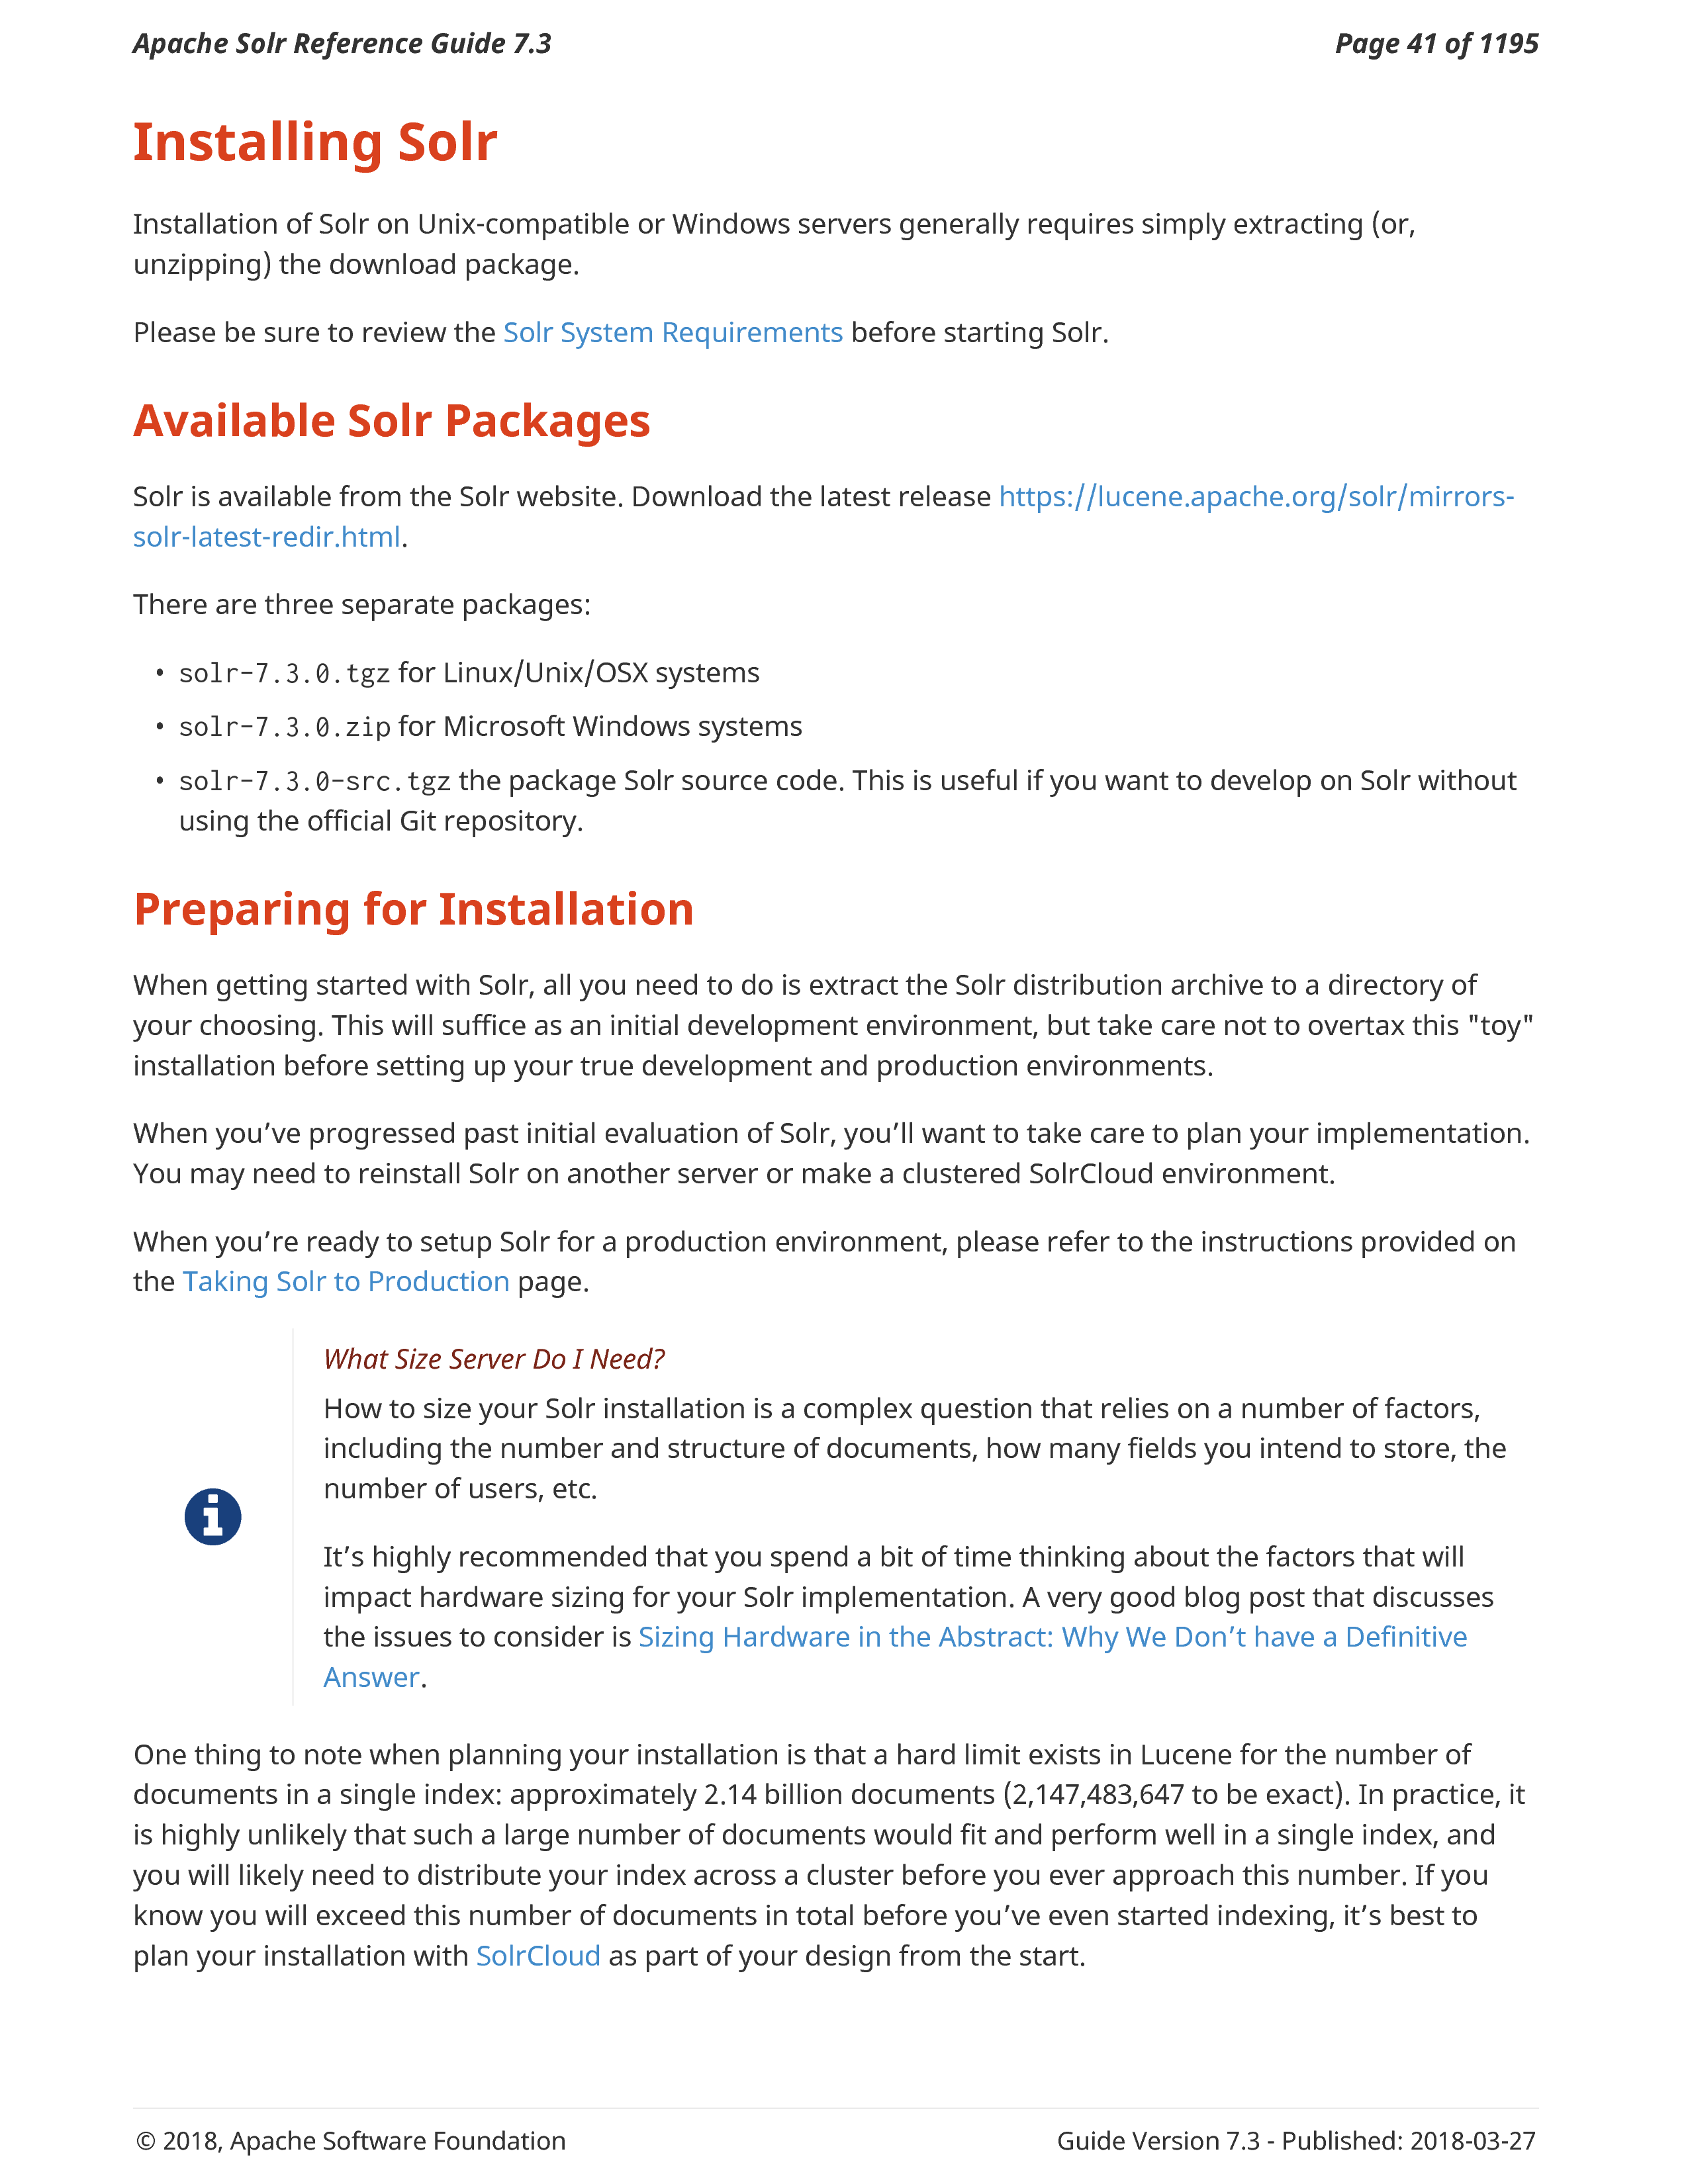 Apache Solr Reference Guide 7.3
Page 41 of 1195
Installing Solr
Installation of Solr on Unix-compatible or Windows servers generally requires simply extracting (or,
unzipping) the download package.
Please be sure to review the Solr System Requirements before starting Solr.
Available Solr Packages
Solr is available from the Solr website. Download the latest release https://lucene.apache.org/solr/mirrors-
solr-latest-redir.html.
There are three separate packages:
• solr-7.3.0.tgz for Linux/Unix/OSX systems
• solr-7.3.0.zip for Microsoft Windows systems
• solr-7.3.0-src.tgz the package Solr source code. This is useful if you want to develop on Solr without
using the official Git repository.
Preparing for Installation
When getting started with Solr, all you need to do is extract the Solr distribution archive to a directory of
your choosing. This will suffice as an initial development environment, but take care not to overtax this "toy"
installation before setting up your true development and production environments.
When you’ve progressed past initial evaluation of Solr, you’ll want to take care to plan your implementation.
You may need to reinstall Solr on another server or make a clustered SolrCloud environment.
When you’re ready to setup Solr for a production environment, please refer to the instructions provided on
the Taking Solr to Production page.
What Size Server Do I Need?
How to size your Solr installation is a complex question that relies on a number of factors,
including the number and structure of documents, how many fields you intend to store, the
number of users, etc.
It’s highly recommended that you spend a bit of time thinking about the factors that will
impact hardware sizing for your Solr implementation. A very good blog post that discusses
the issues to consider is Sizing Hardware in the Abstract: Why We Don’t have a Definitive
Answer.
One thing to note when planning your installation is that a hard limit exists in Lucene for the number of
documents in a single index: approximately 2.14 billion documents (2,147,483,647 to be exact). In practice, it
is highly unlikely that such a large number of documents would fit and perform well in a single index, and
you will likely need to distribute your index across a cluster before you ever approach this number. If you
know you will exceed this number of documents in total before you’ve even started indexing, it’s best to
plan your installation with SolrCloud as part of your design from the start.
© 2018, Apache Software Foundation
Guide Version 7.3 - Published: 2018-03-27